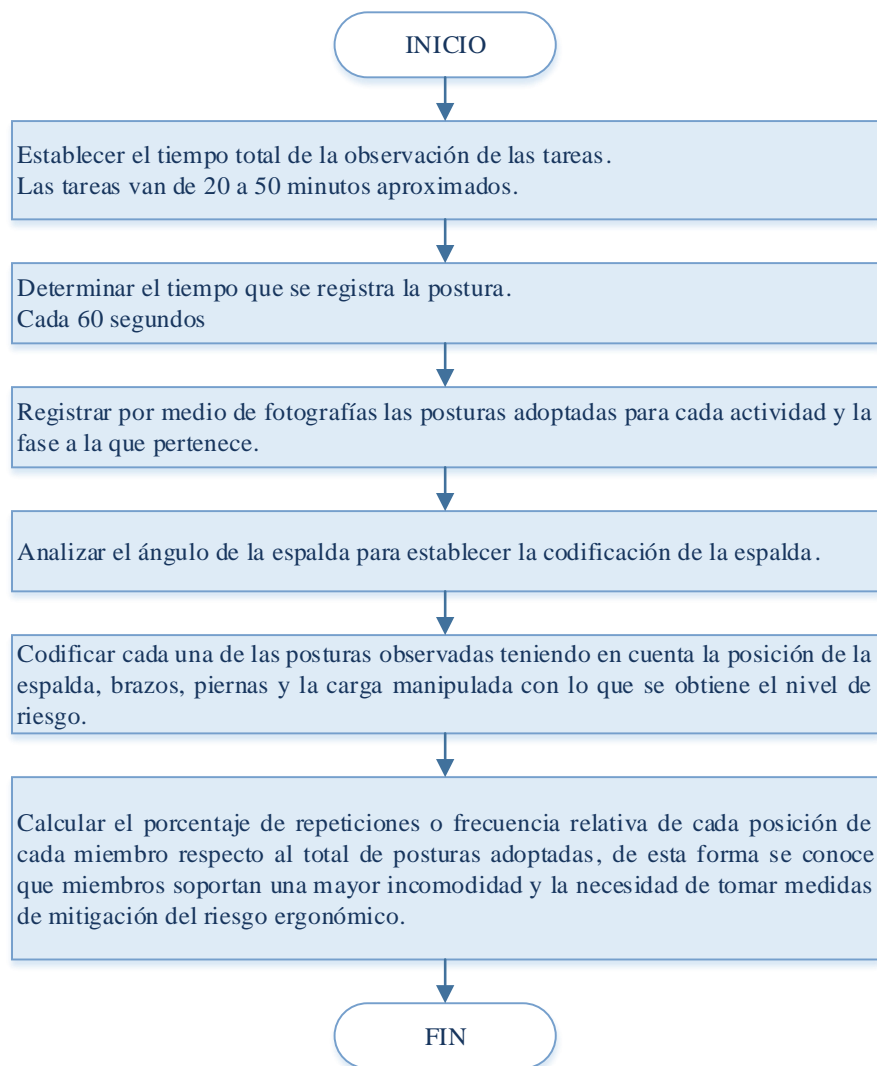 INICIO
Establecer el tiempo total de la observación de las tareas.
Las tareas van de 20 a 50 minutos aproximados.
Determinar el tiempo que se registra la postura.
Cada 60 segundos
Registrar por medio de fotografías las posturas adoptadas para cada actividad y la
fase a la que pertenece.
Analizar el ángulo de la espalda para establecer la codificación de la espalda.
Codificar cada una de las posturas observadas teniendo en cuenta la posición de la
espalda, brazos, piernas y la carga manipulada con lo que se obtiene el nivel de
riesgo.
Calcular el porcentaje de repeticiones o frecuencia relativa de cada posición de
cada miembro respecto al total de posturas adoptadas, de esta forma se conoce
que miembros soportan una mayor incomodidad y la necesidad de tomar medidas
de mitigación del riesgo ergonómico.
FIN